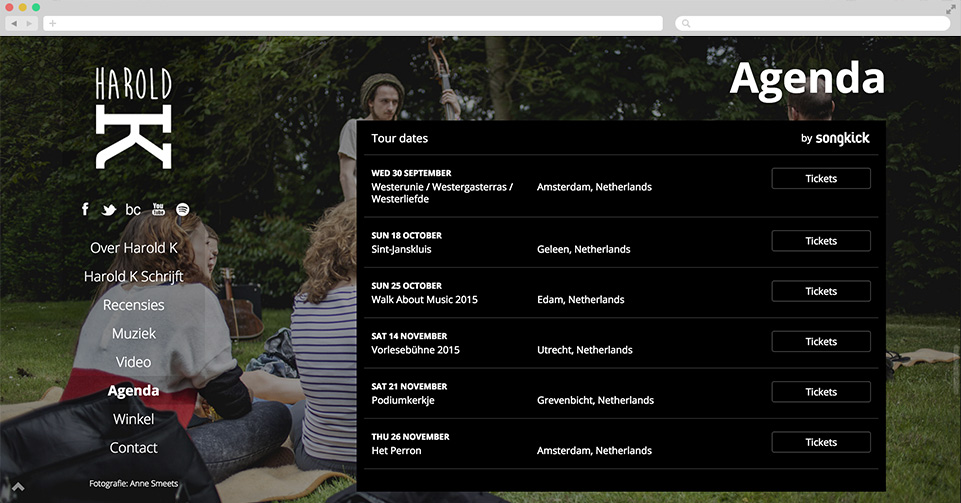 HAROLD
K
f
bc
You
Tube
Over Harold K
Harold K Schrijft
Recensies
Muziek
Video
Agenda
Winkel
Contact
Fotografie: Anne Smeets
Agenda
Tour dates
by songkick
WED 30 SEPTEMBER
Westerunie / Westergasterras /
Westerliefde
Amsterdam, Netherlands
Tickets
SUN 18 OCTOBER
Sint-Janskluis
Geleen, Netherlands
Tickets
SUN 25 OCTOBER
Walk About Music 2015
Edam, Netherlands
Tickets
SAT 14 NOVEMBER
Vorlesebühne 2015
Utrecht, Netherlands
Tickets
SAT 21 NOVEMBER
Podiumkerkje
Grevenbicht, Netherlands
Tickets
THU 26 NOVEMBER
Het Perron
Amsterdam, Netherlands
Tickets